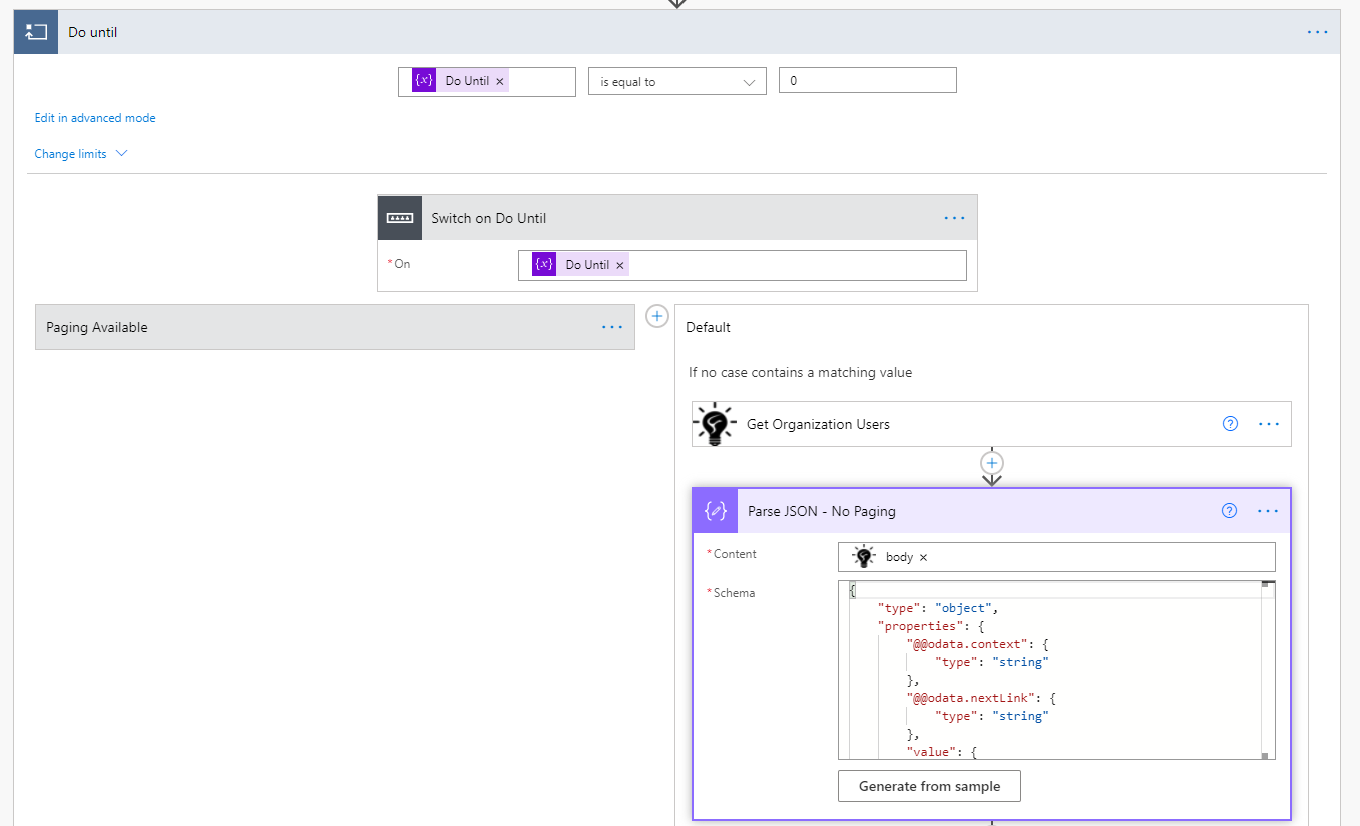 Do until
{x} Do Until × is equal to 0
Edit in advanced mode
Change limits
Switch on Do Until
* On {x} Do Until ×
Paging Available
Default
If no case contains a matching value
Get Organization Users
Parse JSON - No Paging
* Content body ×
* Schema
{
"type": "object",
"properties": {
"@@odata.context": {
"type": "string"
},
"@@odata.nextLink": {
"type": "string"
},
"value": {
Generate from sample